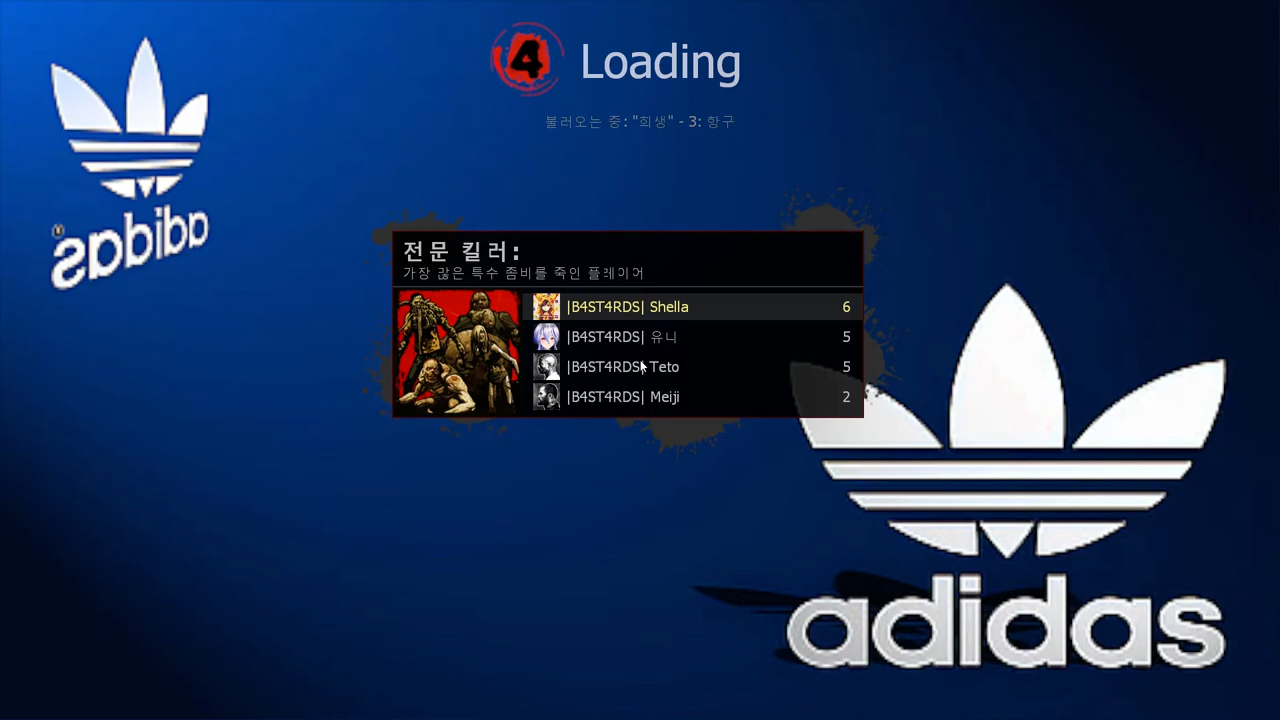 4 Loading
불러오는 중: "희생" - 3: 항구
adidas
전문 킬러:
가장 많은 특수 좀비를 죽인 플레이어
|B4ST4RDS| Shella 6
|B4ST4RDS| 유니 5
|B4ST4RDS| Teto 5
|B4ST4RDS| Meiji 2
adidas